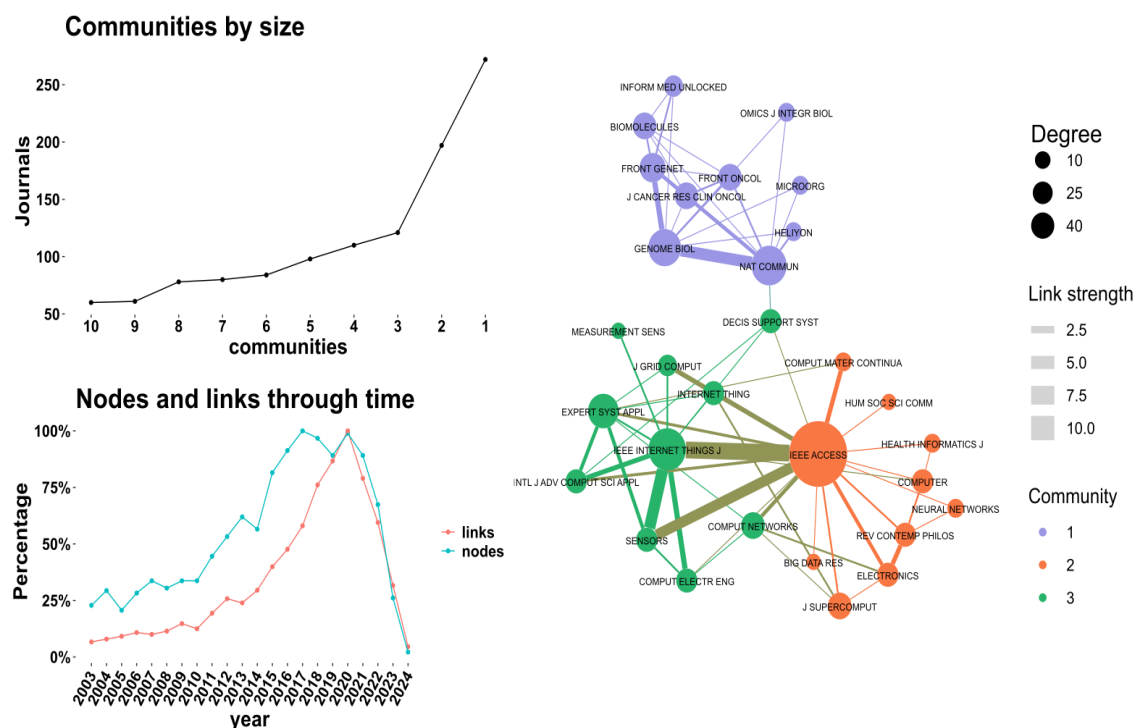 Communities by size
Journals
250
200
150
100
50
10 9 8 7 6 5 4 3 2 1
communities
Nodes and links through time
Percentage
100%
75%
50%
25%
0%
2003 2004 2005 2006 2007 2008 2009 2010 2011 2012 2013 2014 2015 2016 2017 2018 2019 2020 2021 2022 2023 2024
year
links
nodes
INFORM MED UNLOCKED
OMICS J INTEGR BIOL
BIOMOLECULES
FRONT GENET
FRONT ONCOL
MICROORG
J CANCER RES CLIN ONCOL
HELIYON
GENOME BIOL
NAT COMMUN
DECIS SUPPORT SYST
MEASUREMENT SENS
COMPUT MATER CONTINUA
J GRID COMPUT
INTERNET THING
HUM SOC SCI COMM
EXPERT SYST APPL
HEALTH INFORMATICS J
IEEE INTERNET THINGS J
IEEE ACCESS
INTL J ADV COMPUT SCI APPL
COMPUTER
NEURAL NETWORKS
COMPUT NETWORKS
SENSORS
REV CONTEMP PHILOS
BIG DATA RES
ELECTRONICS
COMPUT ELECTR ENG
J SUPERCOMPUT
Degree
10
25
40
Link strength
2.5
5.0
7.5
10.0
Community
1
2
3